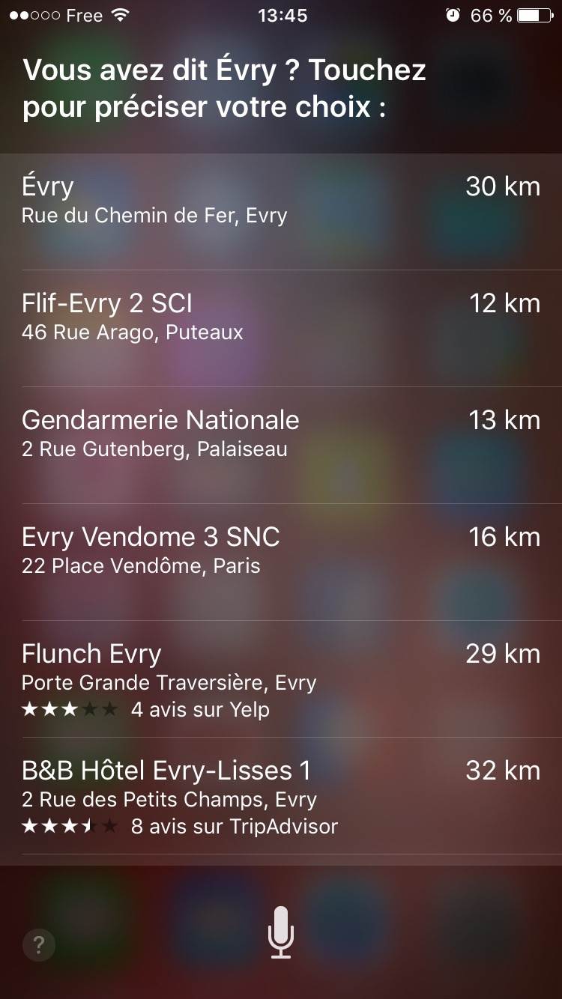 Free 13:45 66 %
Vous avez dit Évry ? Touchez
pour préciser votre choix :
Évry 30 km
Rue du Chemin de Fer, Evry
Flif-Evry 2 SCI 12 km
46 Rue Arago, Puteaux
Gendarmerie Nationale 13 km
2 Rue Gutenberg, Palaiseau
Evry Vendome 3 SNC 16 km
22 Place Vendôme, Paris
Flunch Evry 29 km
Porte Grande Traversière, Evry
4 avis sur Yelp
B&B Hôtel Evry-Lisses 1 32 km
2 Rue des Petits Champs, Evry
8 avis sur TripAdvisor
?